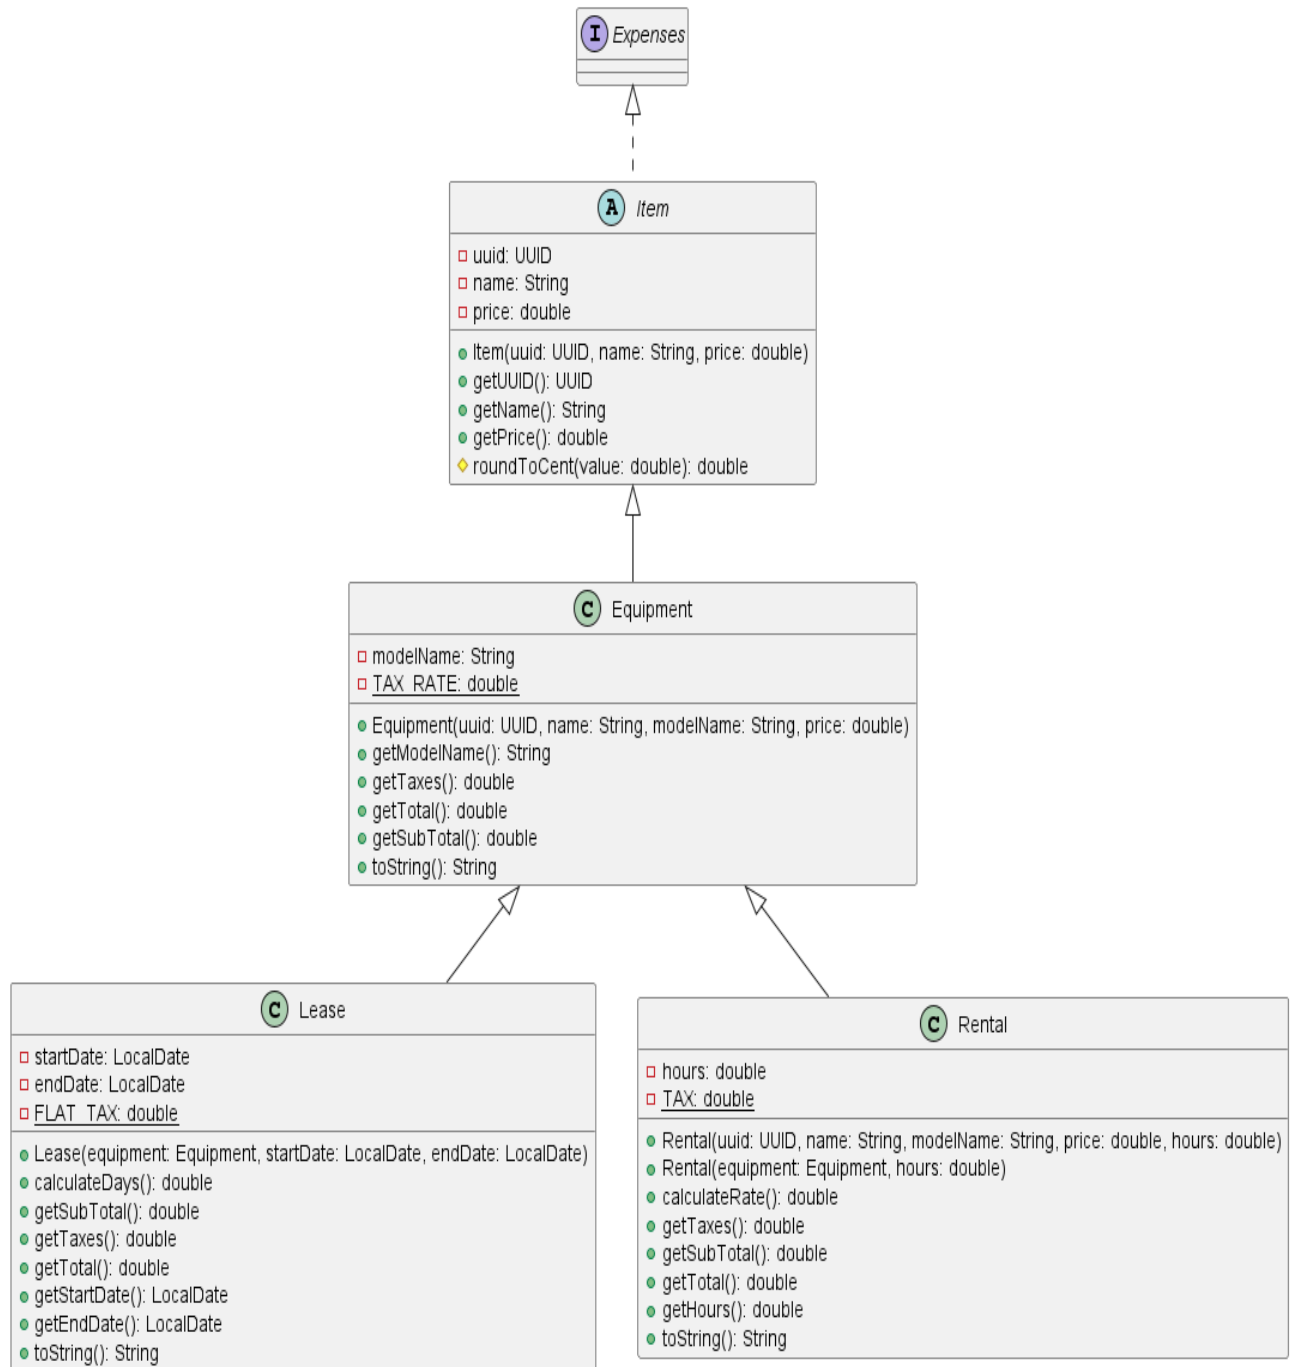 I Expenses
A Item
uuid: UUID
name: String
price: double
Item(uuid: UUID, name: String, price: double)
getUUID(): UUID
getName(): String
getPrice(): double
roundToCent(value: double): double
C Equipment
modelName: String
TAX_RATE: double
Equipment(uuid: UUID, name: String, modelName: String, price: double)
getModelName(): String
getTaxes(): double
getTotal(): double
getSubTotal(): double
toString(): String
C Lease
startDate: LocalDate
endDate: LocalDate
FLAT_TAX: double
Lease(equipment: Equipment, startDate: LocalDate, endDate: LocalDate)
calculateDays(): double
getSubTotal(): double
getTaxes(): double
getTotal(): double
getStartDate(): LocalDate
getEndDate(): LocalDate
toString(): String
C Rental
hours: double
TAX: double
Rental(uuid: UUID, name: String, modelName: String, price: double, hours: double)
Rental(equipment: Equipment, hours: double)
calculateRate(): double
getTaxes(): double
getSubTotal(): double
getTotal(): double
getHours(): double
toString(): String